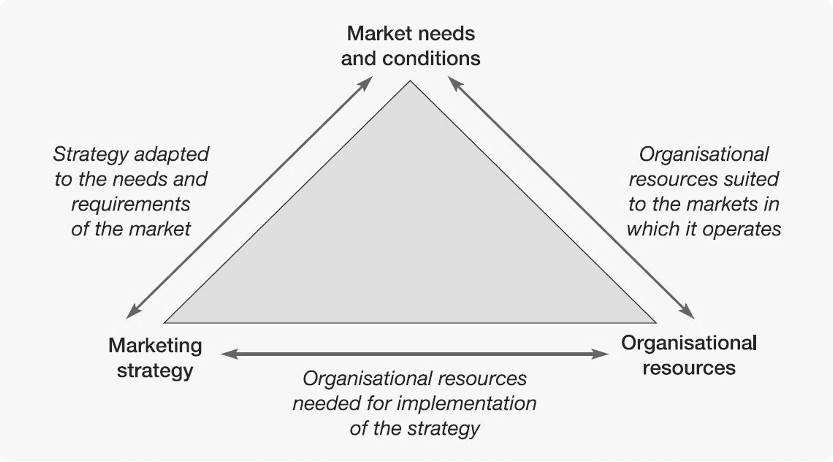 Market needs
and conditions
Strategy adapted
to the needs and
requirements
of the market
Organisational
resources suited
to the markets in
which it operates
Marketing
strategy
Organisational
resources
Organisational resources
needed for implementation
of the strategy